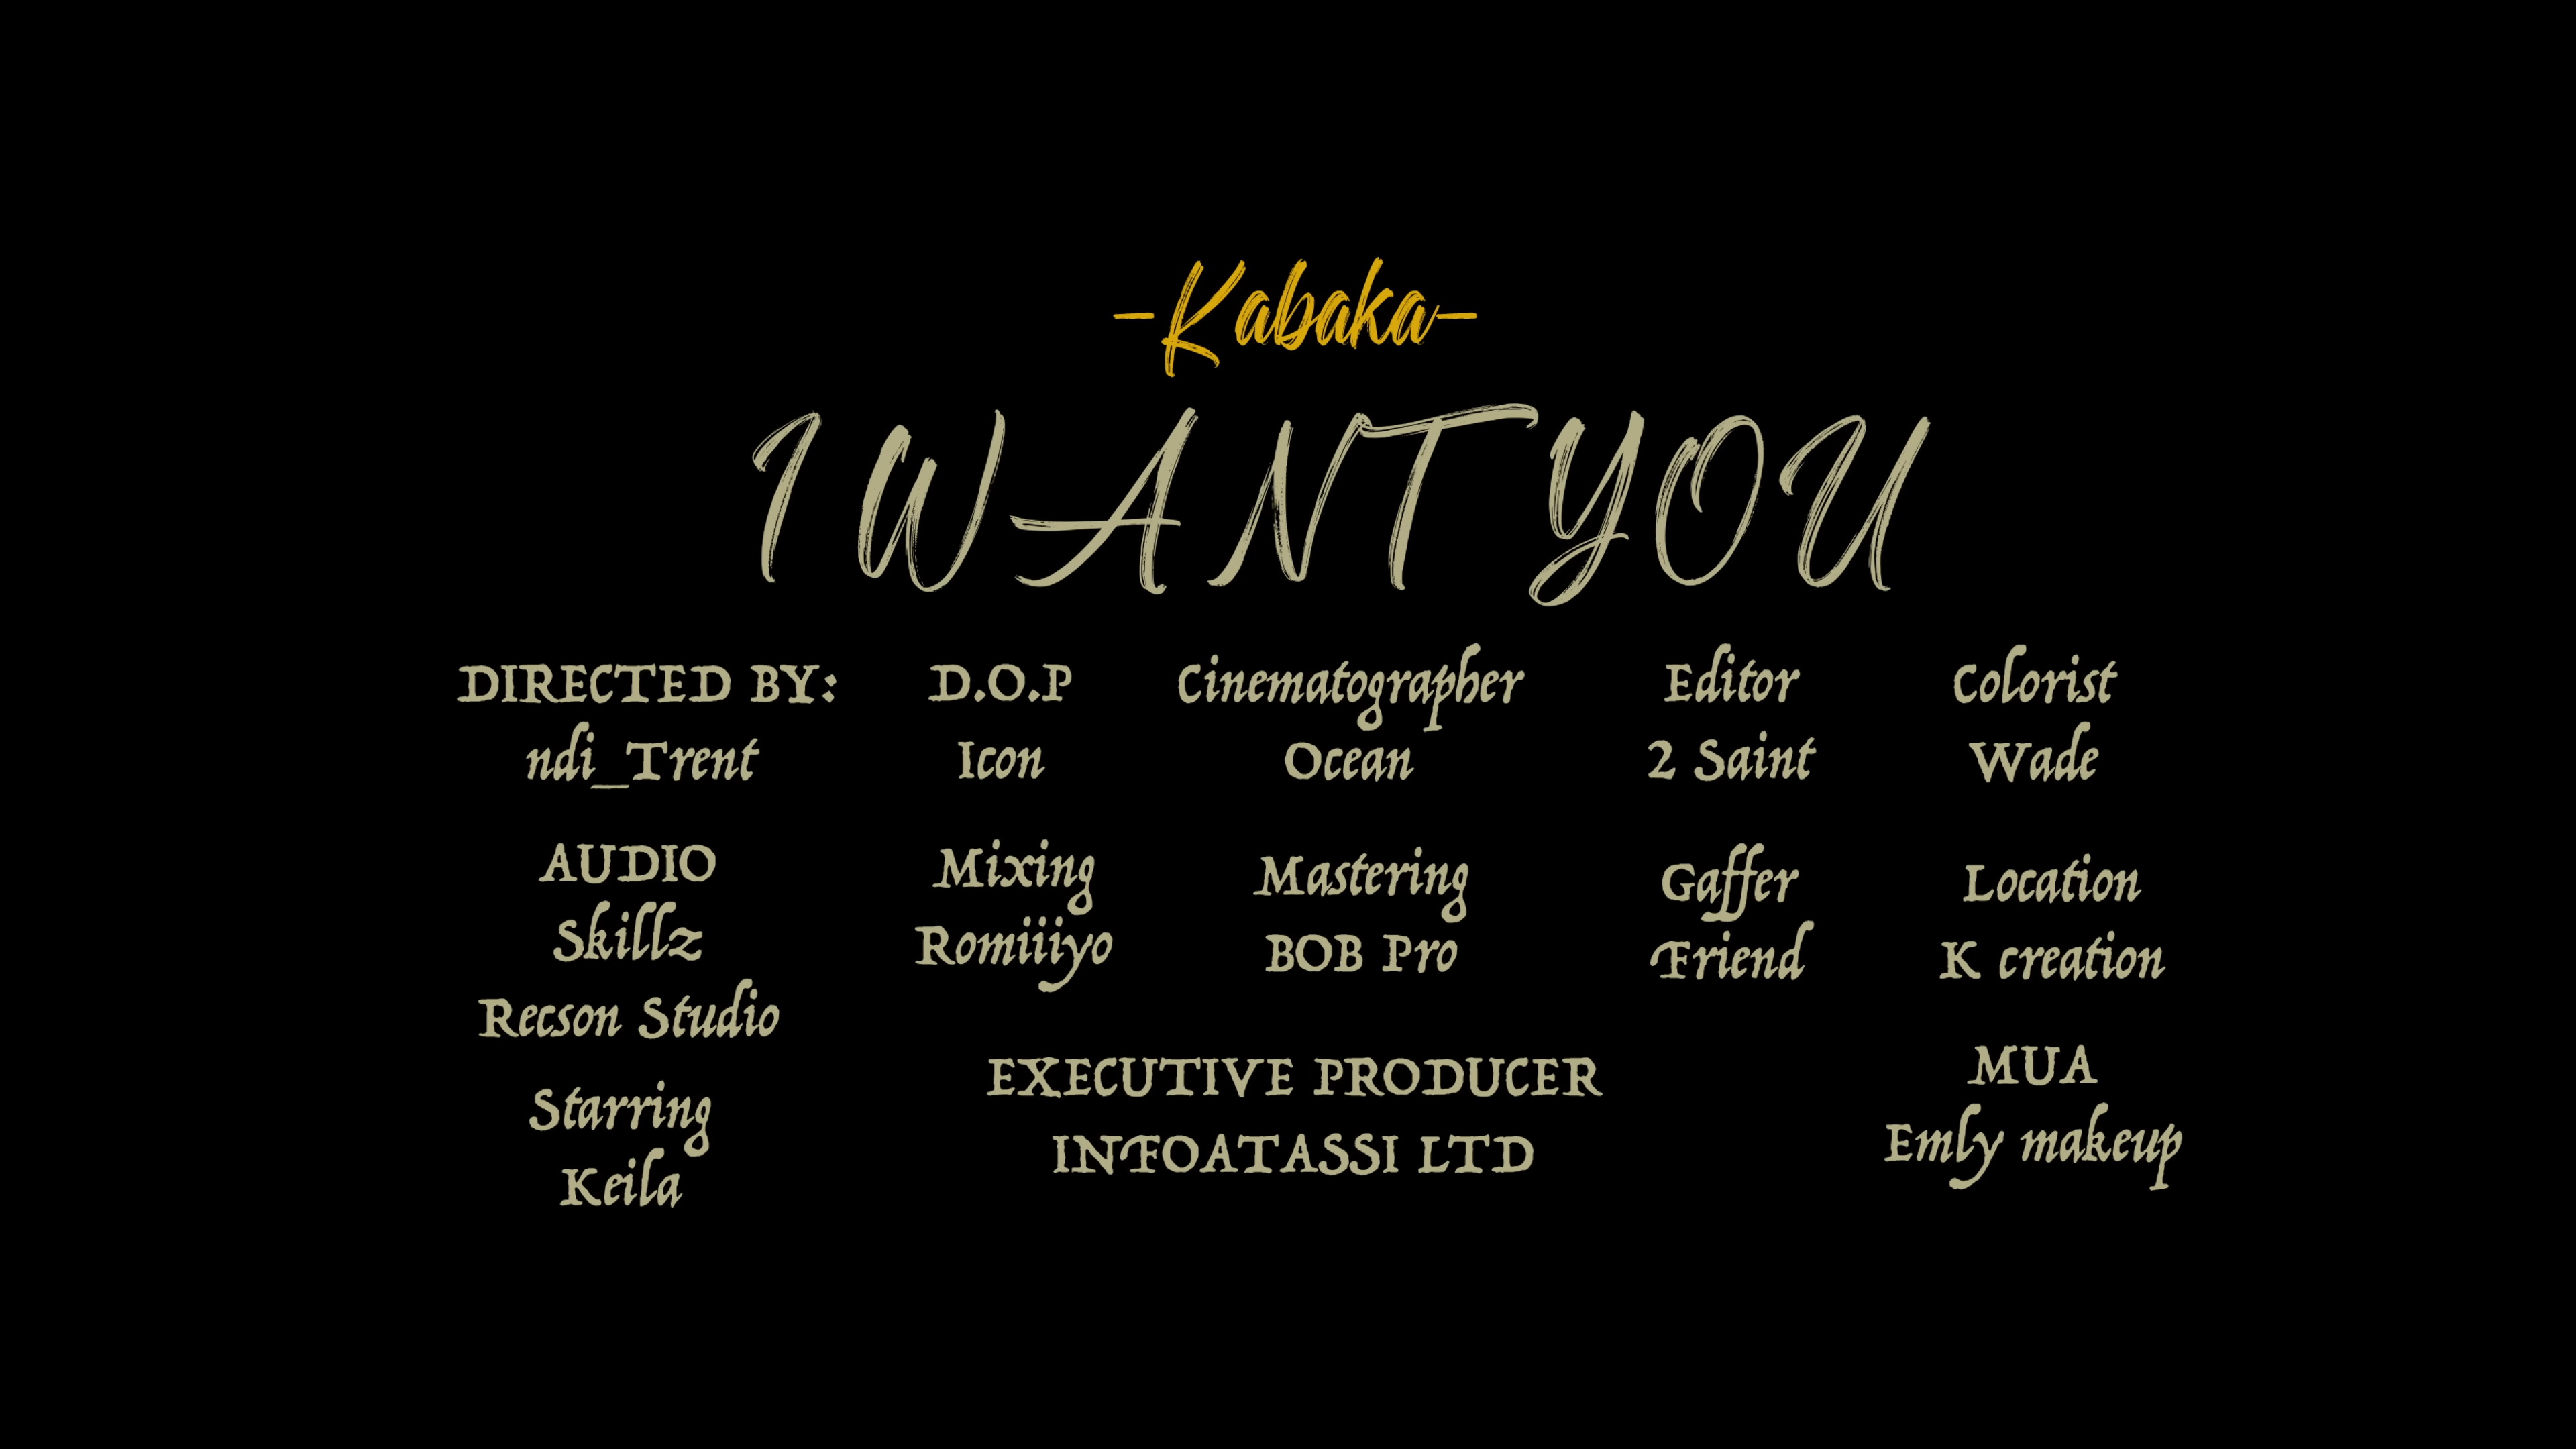 -Kabaka-
I WANT YOU
DIRECTED BY:
ndi_Trent
D.O.P
Icon
Cinematographer
Ocean
Editor
2 Saint
Colorist
Wade
AUDIO
Skillz
Recson Studio
Mixing
Romiiiyo
Mastering
BOB Pro
Gaffer
Friend
Location
K creation
Starring
Keila
EXECUTIVE PRODUCER
INFOATASSI LTD
MUA
Emly makeup